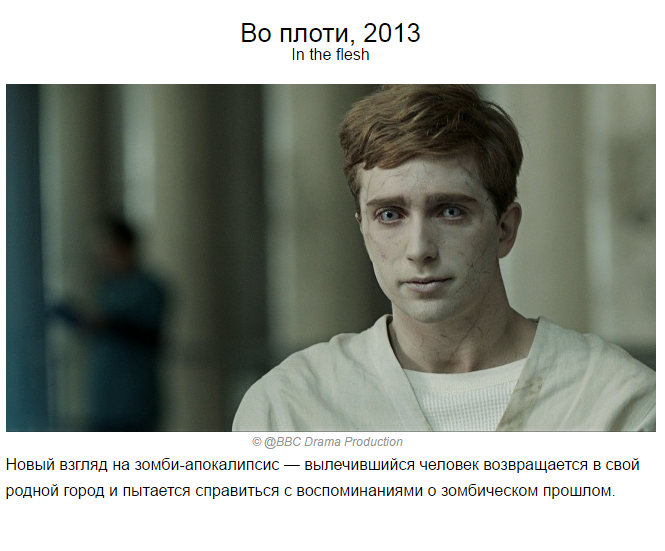 Во плоти, 2013
In the flesh
© @BBC Drama Production
Новый взгляд на зомби-апокалипсис — вылечившийся человек возвращается в свой
родной город и пытается справиться с воспоминаниями о зомбическом прошлом.